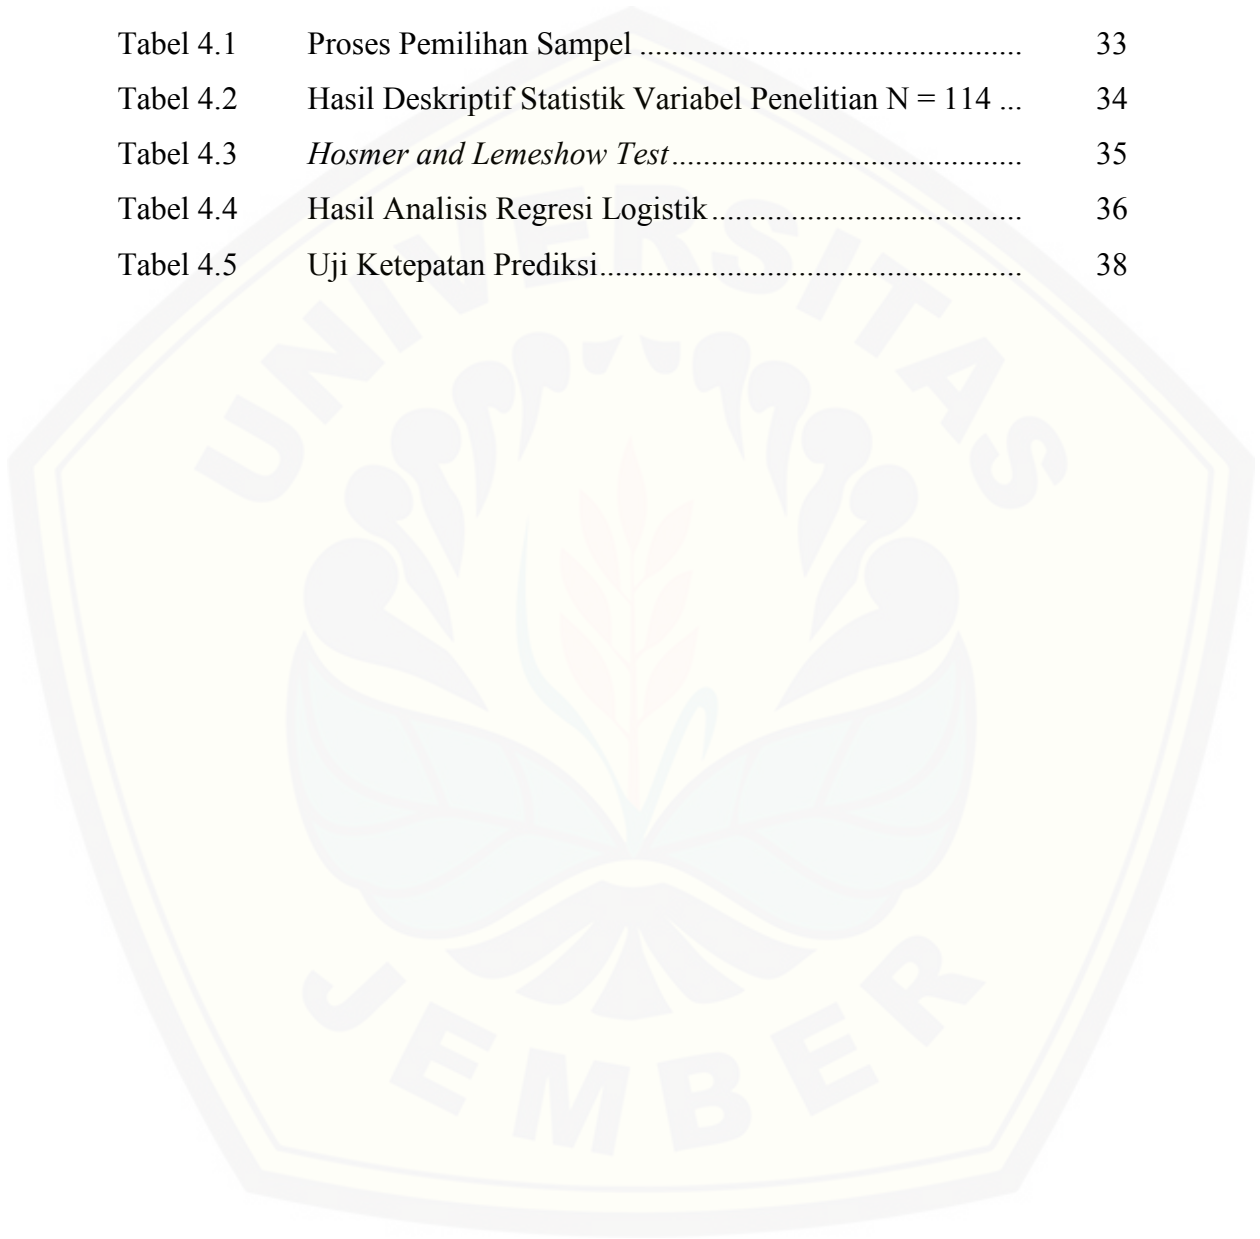 Tabel 4.1 Proses Pemilihan Sampel ................................................ 33
Tabel 4.2 Hasil Deskriptif Statistik Variabel Penelitian N = 114 ... 34
Tabel 4.3 Hosmer and Lemeshow Test ............................................ 35
Tabel 4.4 Hasil Analisis Regresi Logistik ....................................... 36
Tabel 4.5 Uji Ketepatan Prediksi ..................................................... 38
UNIVERSITAS
JEMBER